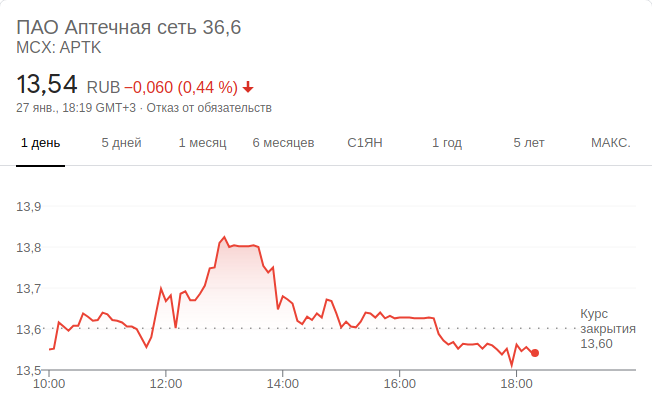 ПАО Аптечная сеть 36,6
MCX: APTK
13,54 RUB −0,060 (0,44 %)
27 янв., 18:19 GMT+3 · Отказ от обязательств
1 день 5 дней 1 месяц 6 месяцев С1ЯН 1 год 5 лет МАКС.
13,9
13,8
13,7
13,6
13,5
Курс
закрытия
13,60
10:00 12:00 14:00 16:00 18:00